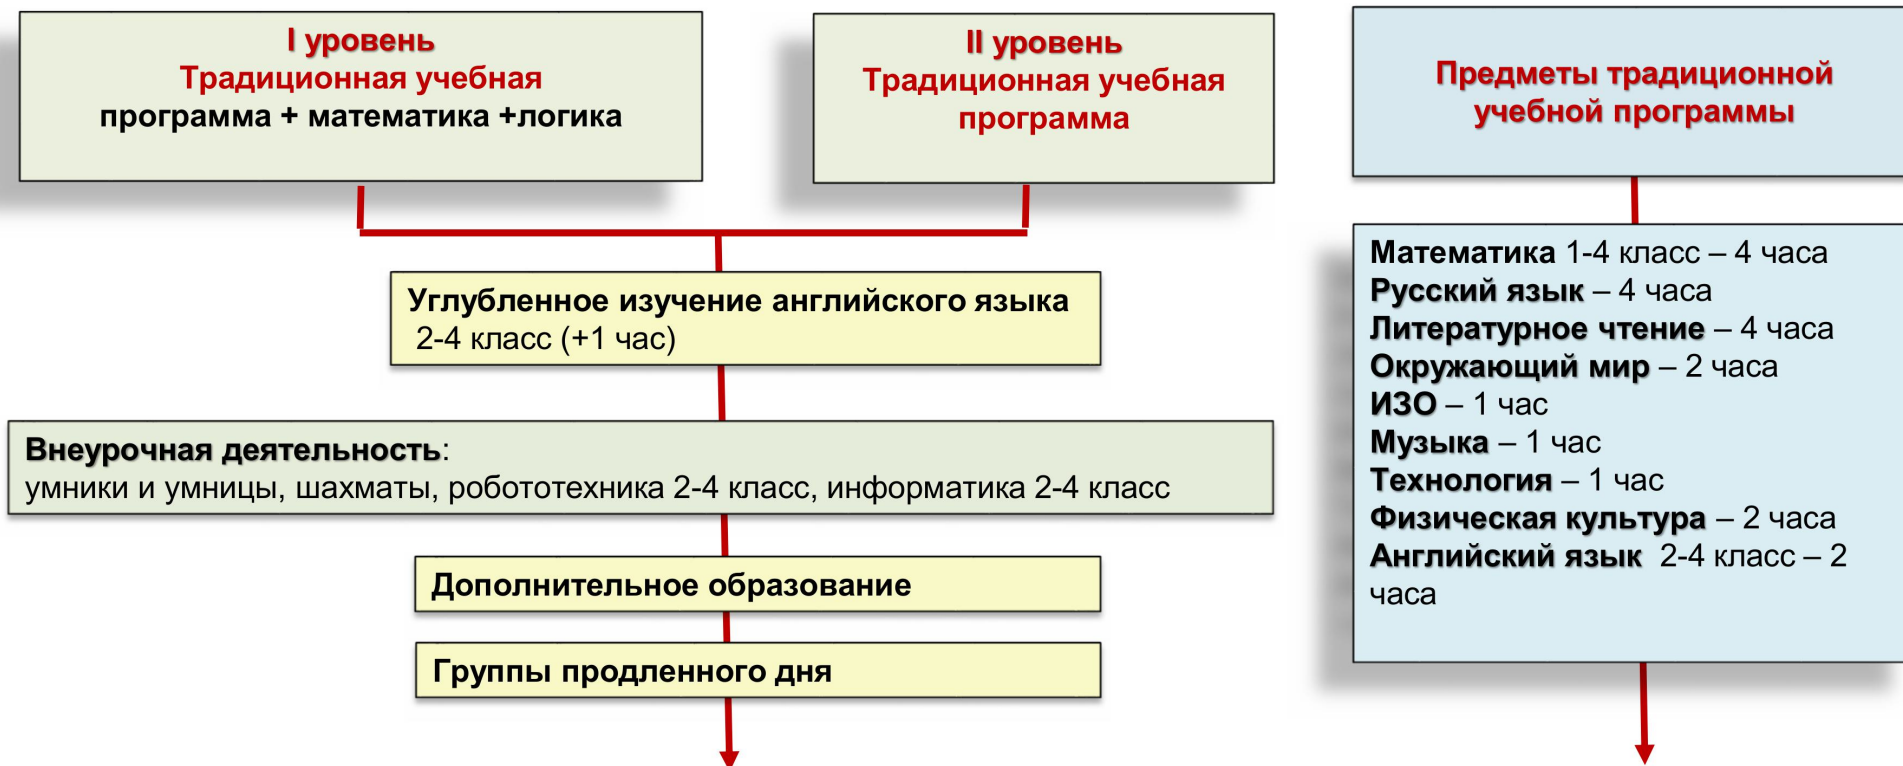 I уровень
Традиционная учебная
программа + математика +логика
II уровень
Традиционная учебная
программа
Углубленное изучение английского языка
2-4 класс (+1 час)
Внеурочная деятельность:
умники и умницы, шахматы, робототехника 2-4 класс, информатика 2-4 класс
Дополнительное образование
Группы продленного дня
Предметы традиционной
учебной программы
Математика 1-4 класс – 4 часа
Русский язык – 4 часа
Литературное чтение – 4 часа
Окружающий мир – 2 часа
ИЗО – 1 час
Музыка – 1 час
Технология – 1 час
Физическая культура – 2 часа
Английский язык 2-4 класс – 2
часа